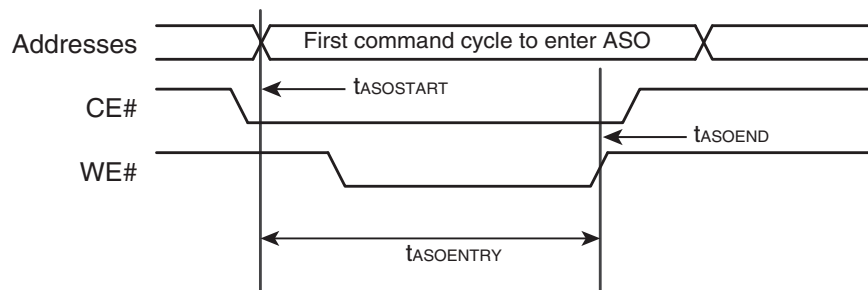 Addresses
First command cycle to enter ASO
tASOSTART
CE#
tASOEND
WE#
tASOENTRY